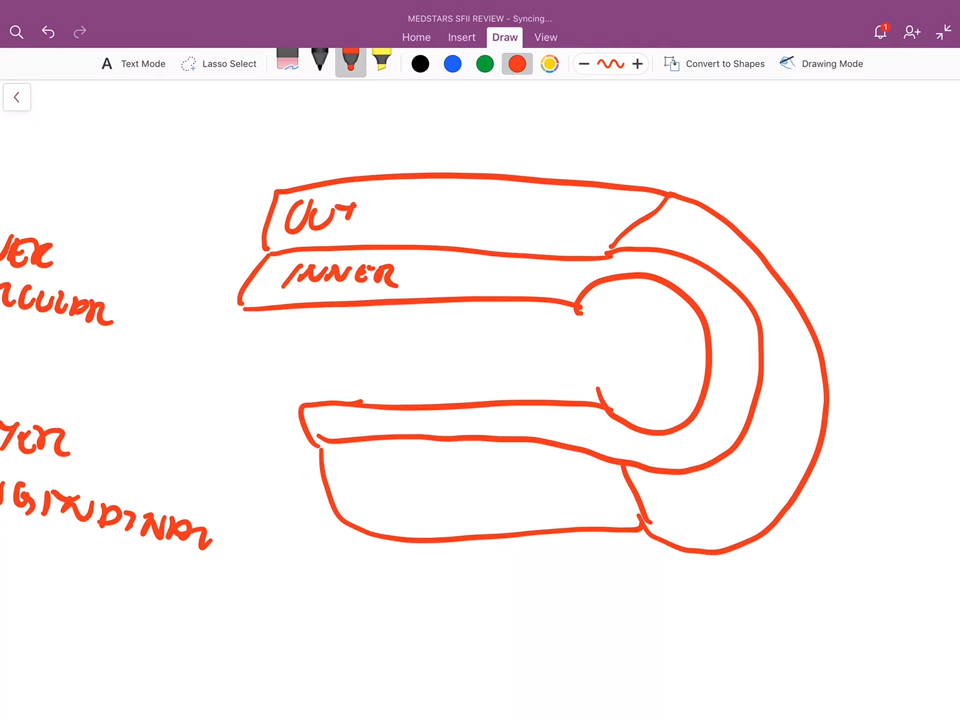 MEDSTARS SFII REVIEW - Syncing...
Home Insert Draw View
1
A Text Mode Lasso Select Convert to Shapes Drawing Mode
OUT
INNER